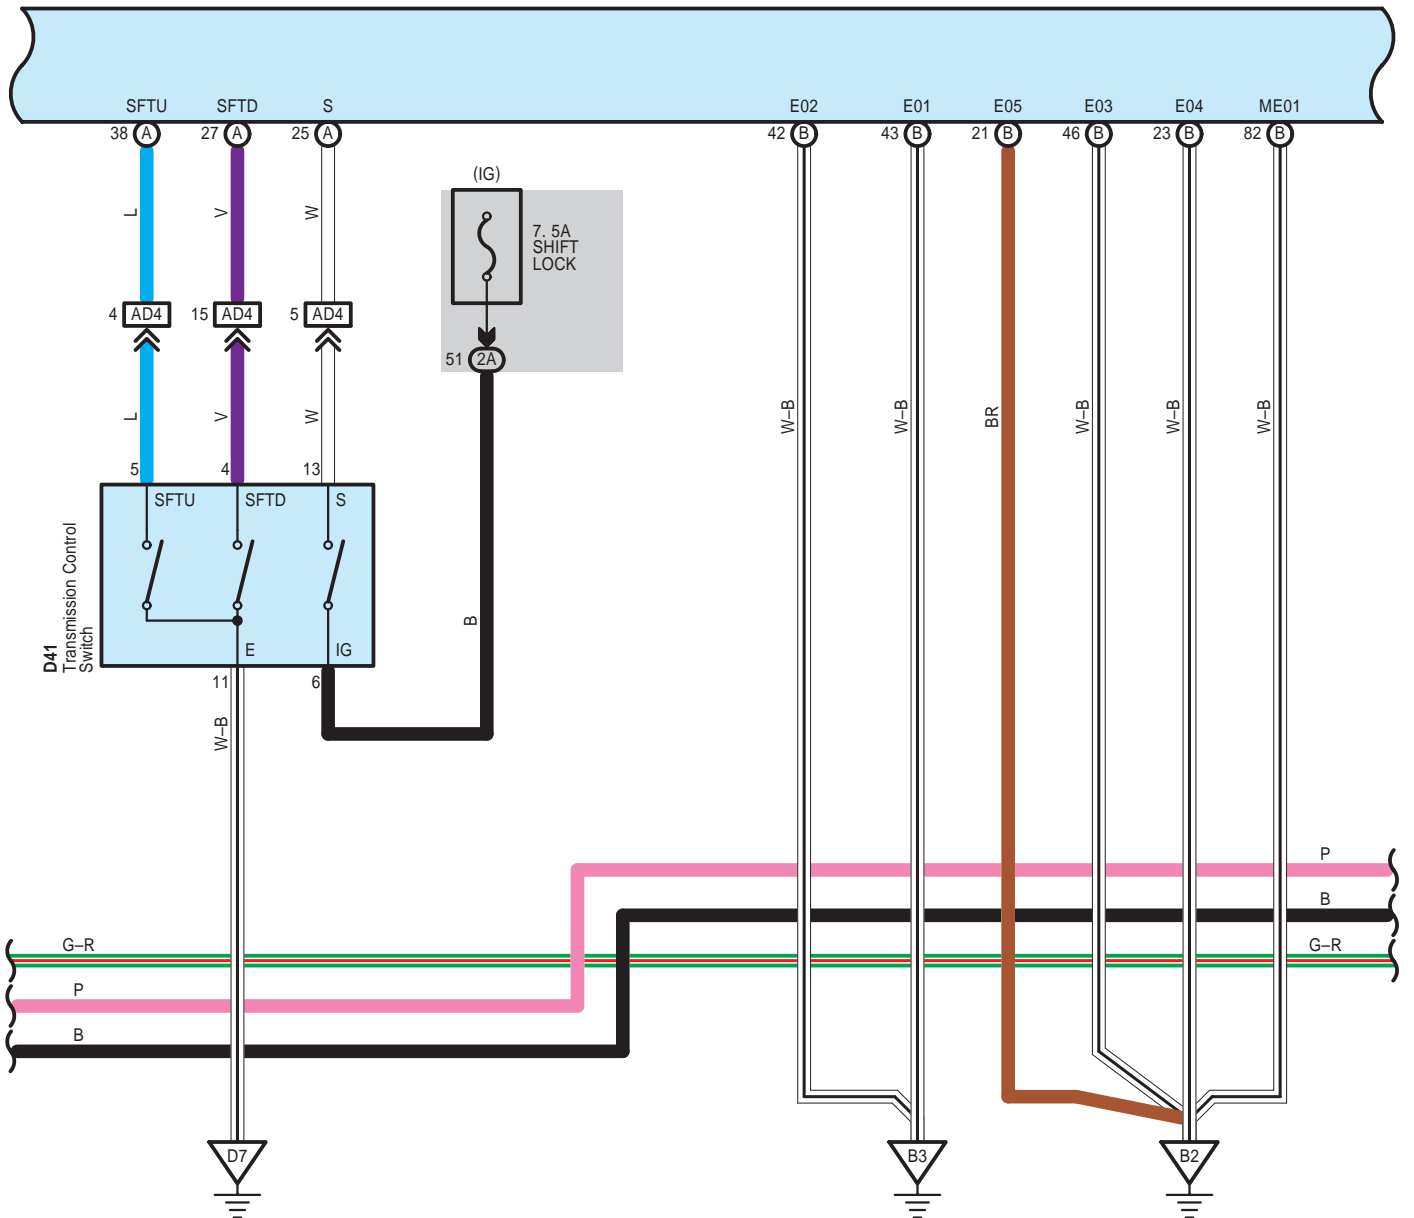 SFTU SFTD S E02 E01 E05 E03 E04 ME01
38 A 27 A 25 A 42 B 43 B 21 B 46 B 23 B 82 B
(IG)
7. 5A
SHIFT
LOCK
L V W
4 AD4 15 AD4 5 AD4
51 2A
L V W W–B W–B BR W–B W–B W–B
5 4 13
SFTU SFTD S
D41
Transmission Control
Switch
B
E IG
11 6
W–B
P
B
G–R G–R
P
B
D7 B3 B2